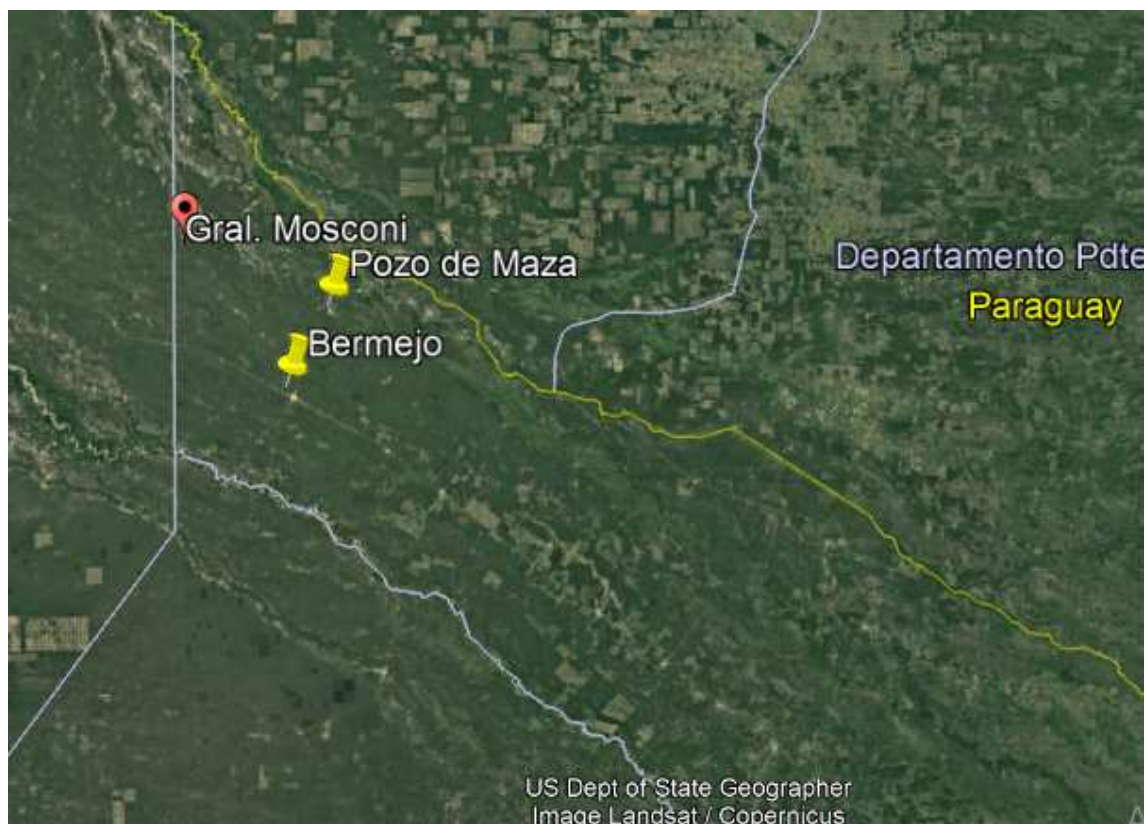 Gral. Mosconi
Pozo de Maza
Departamento Pdte
Paraguay
Bermejo
US Dept of State Geographer
Image Landsat / Copernicus